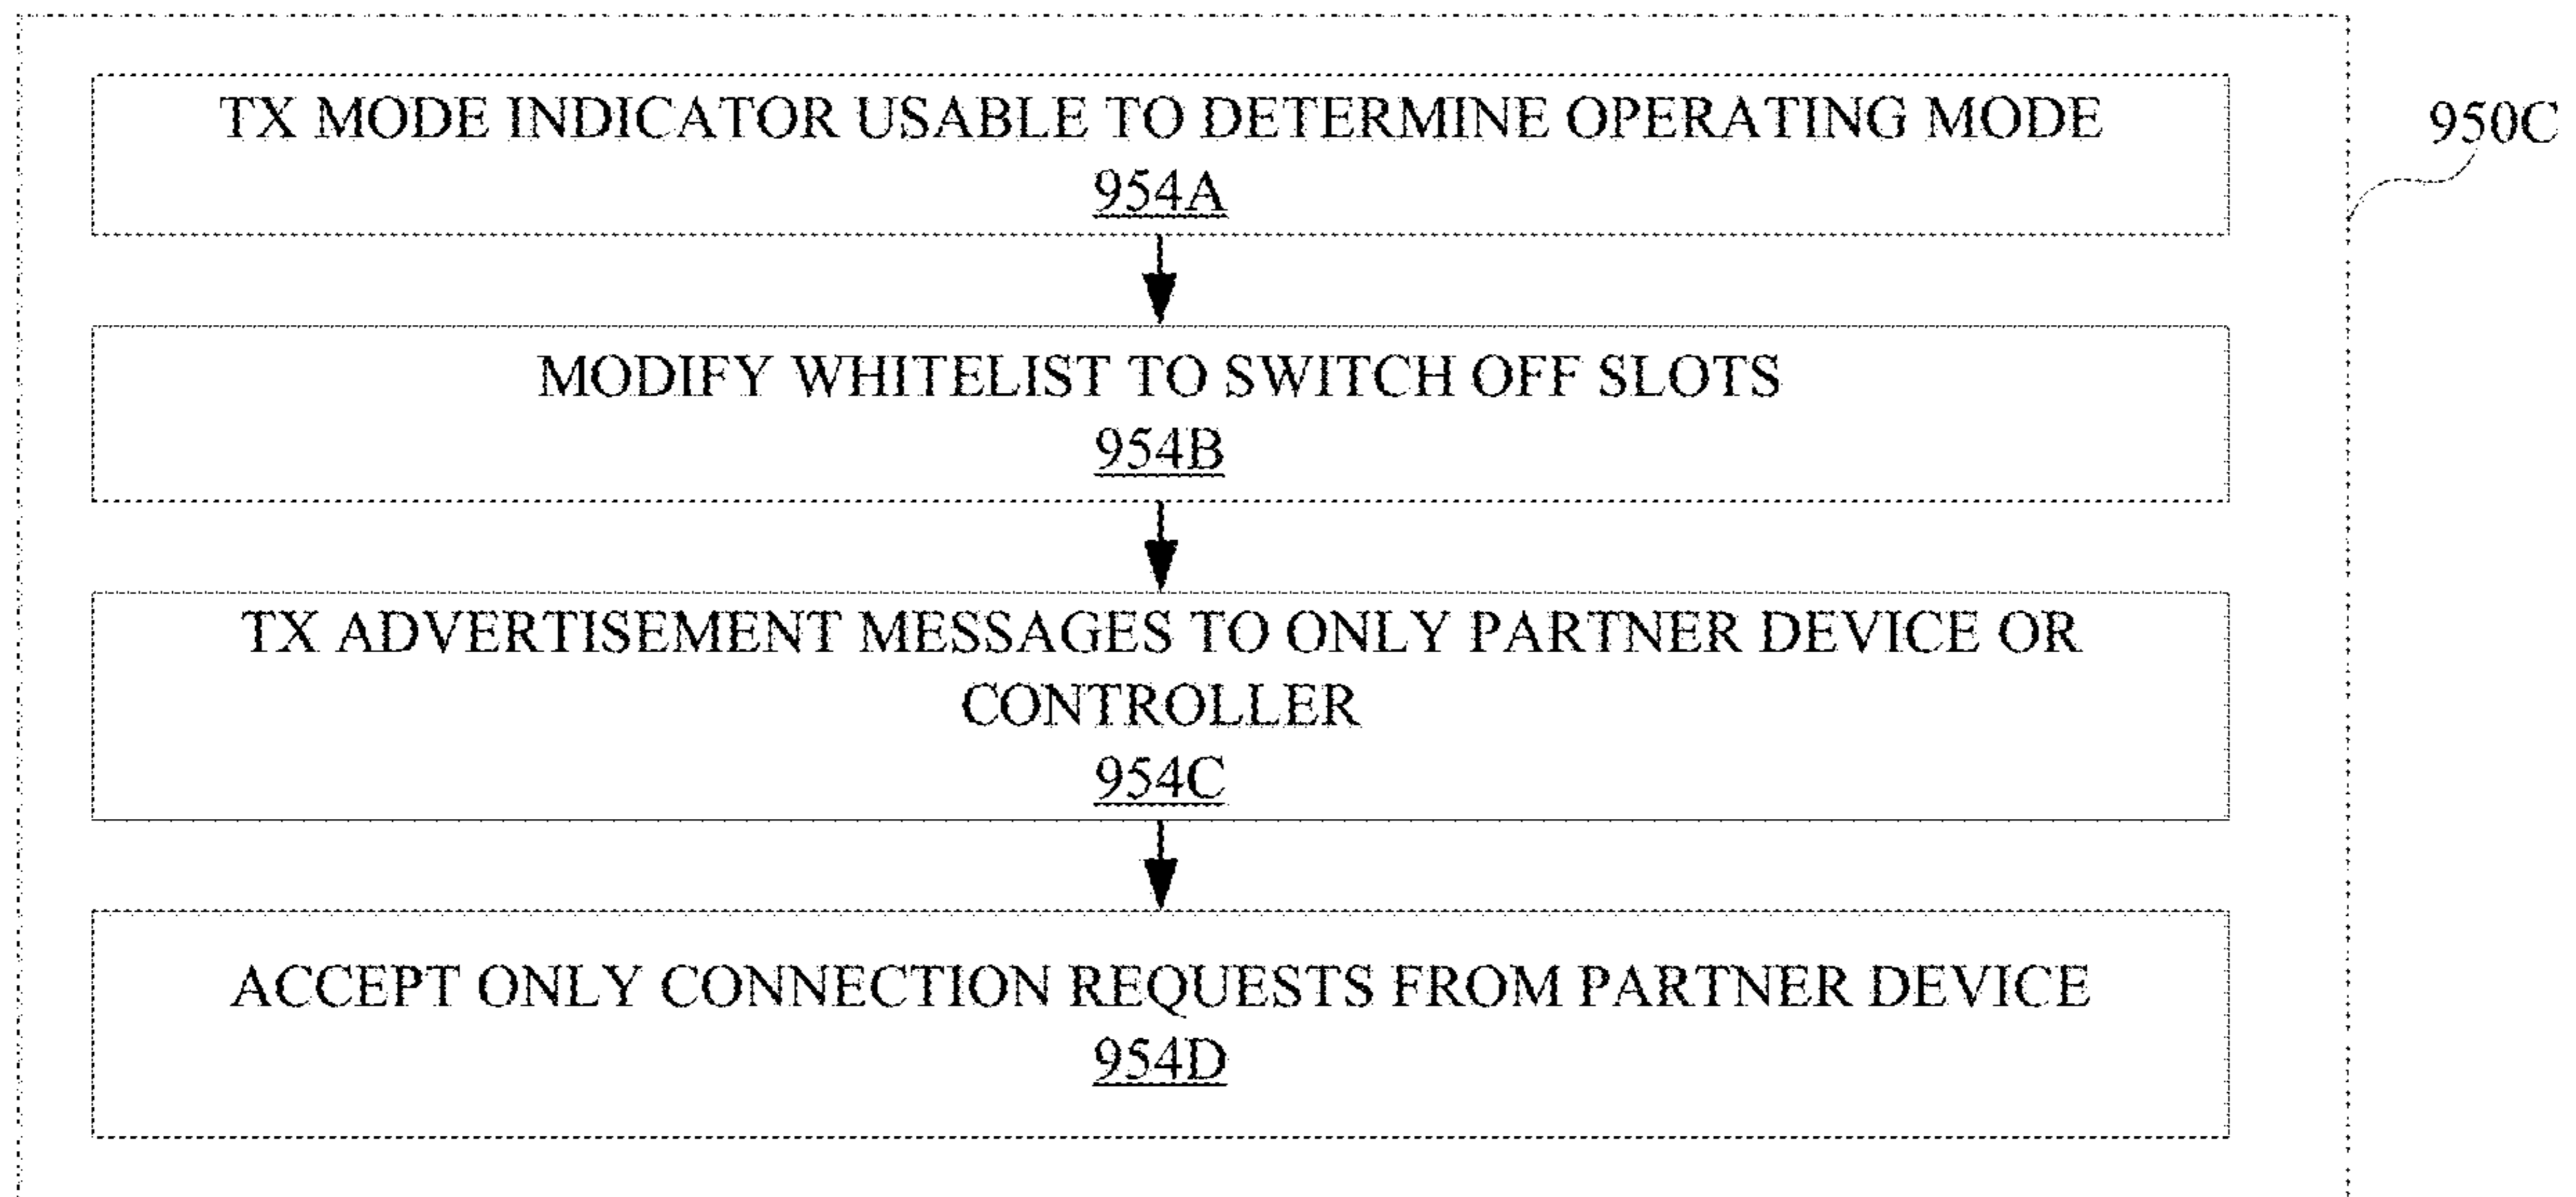 TX MODE INDICATOR USABLE TO DETERMINE OPERATING MODE
954A
950C
MODIFY WHITELIST TO SWITCH OFF SLOTS
954B
TX ADVERTISEMENT MESSAGES TO ONLY PARTNER DEVICE OR
CONTROLLER
954C
ACCEPT ONLY CONNECTION REQUESTS FROM PARTNER DEVICE
954D